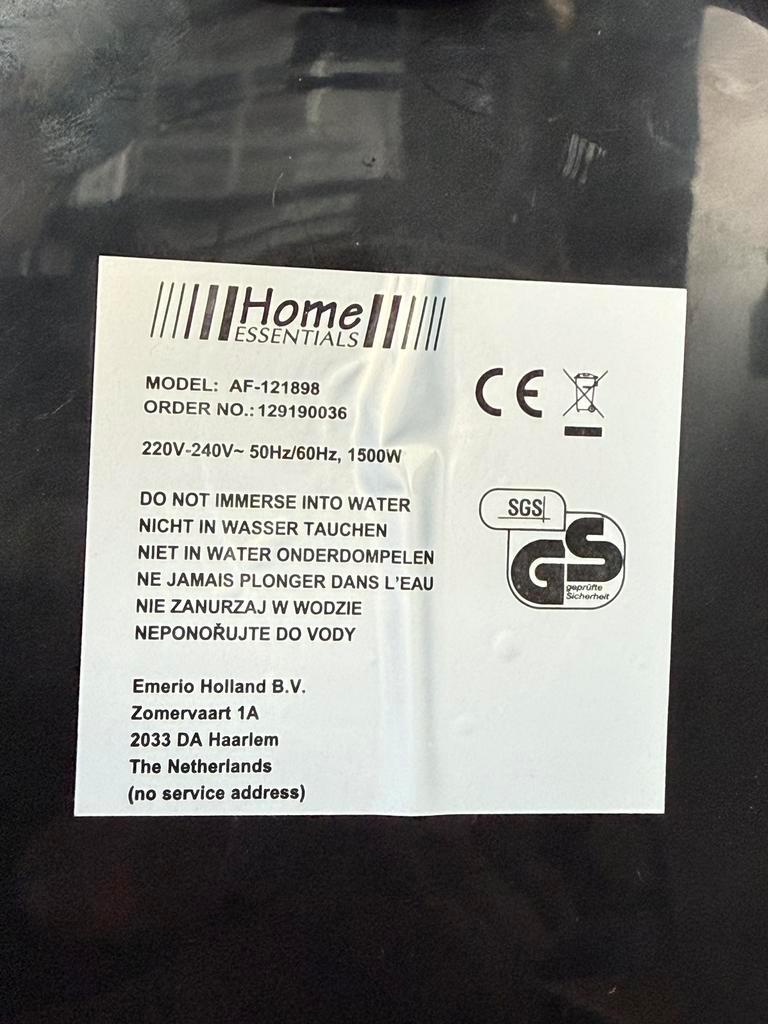 Home
ESSENTIALS
MODEL: AF-121898
ORDER NO.: 129190036
220V-240V~ 50Hz/60Hz, 1500W
DO NOT IMMERSE INTO WATER
NICHT IN WASSER TAUCHEN
NIET IN WATER ONDERDOMPELEN
NE JAMAIS PLONGER DANS L'EAU
NIE ZANURZAJ W WODZIE
NEPONOŘUJTE DO VODY
Emerio Holland B.V.
Zomervaart 1A
2033 DA Haarlem
The Netherlands
(no service address)
CE
SGS
GS
geprüfte
Sicherheit